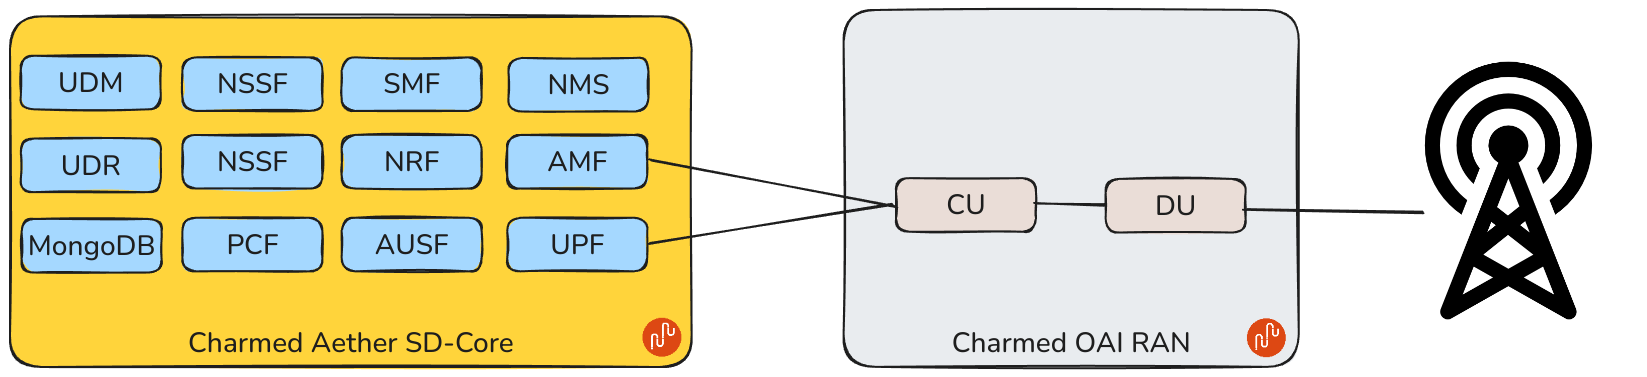 UDM
NSSF
SMF
NMS
UDR
NSSF
NRF
AMF
MongoDB
PCF
AUSF
UPF
Charmed Aether SD-Core
CU
DU
Charmed OAI RAN